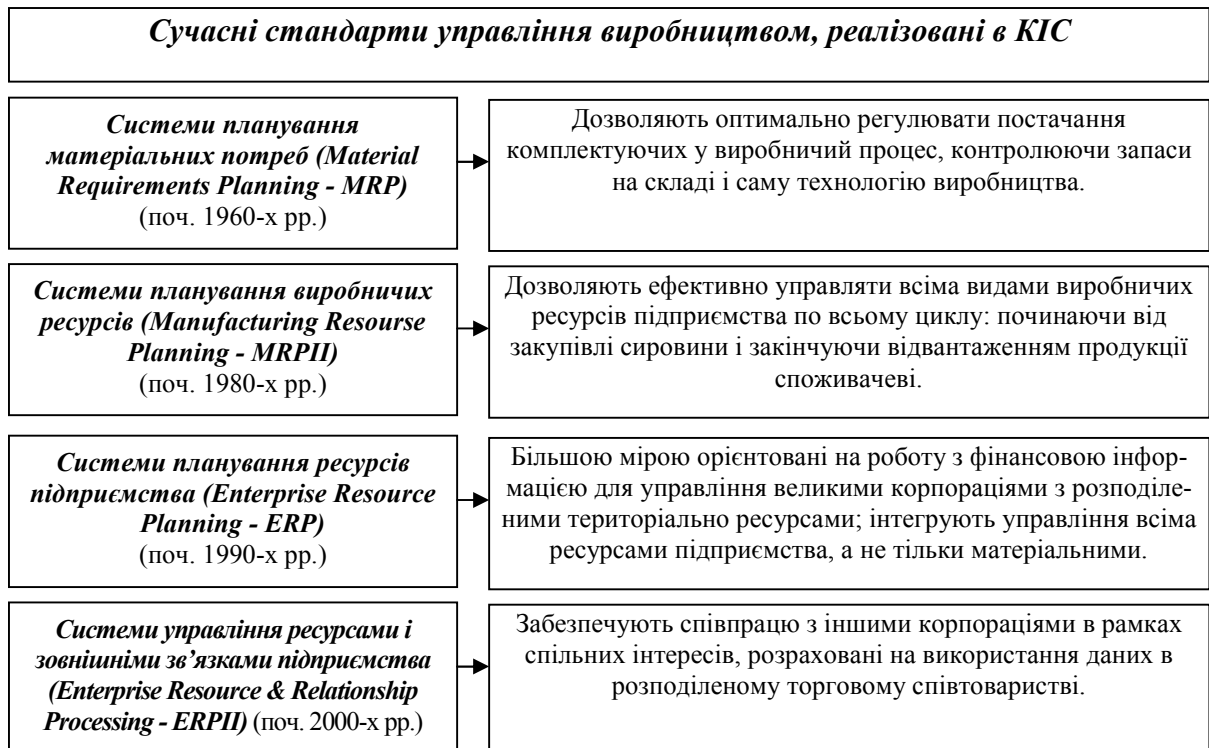 Сучасні стандарти управління виробництвом, реалізовані в КІС
Системи планування
матеріальних потреб (Material
Requirements Planning - MRP)
(поч. 1960-х рр.)
Дозволяють оптимально регулювати постачання
комплектуючих у виробничий процес, контролюючи запаси
на складі і саму технологію виробництва.
Системи планування виробничих
ресурсів (Manufacturing Resourse
Planning - MRPII)
(поч. 1980-х рр.)
Дозволяють ефективно управляти всіма видами виробничих
ресурсів підприємства по всьому циклу: починаючи від
закупівлі сировини і закінчуючи відвантаженням продукції
споживачеві.
Системи планування ресурсів
підприємства (Enterprise Resource
Planning - ERP)
(поч. 1990-х рр.)
Більшою мірою орієнтовані на роботу з фінансовою інфор-
мацією для управління великими корпораціями з розподіле-
ними територіально ресурсами; інтегрують управління всіма
ресурсами підприємства, а не тільки матеріальними.
Системи управління ресурсами і
зовнішніми зв’язками підприємства
(Enterprise Resource & Relationship
Processing - ERPII) (поч. 2000-х рр.)
Забезпечують співпрацю з іншими корпораціями в рамках
спільних інтересів, розраховані на використання даних в
розподіленому торговому співтоваристві.